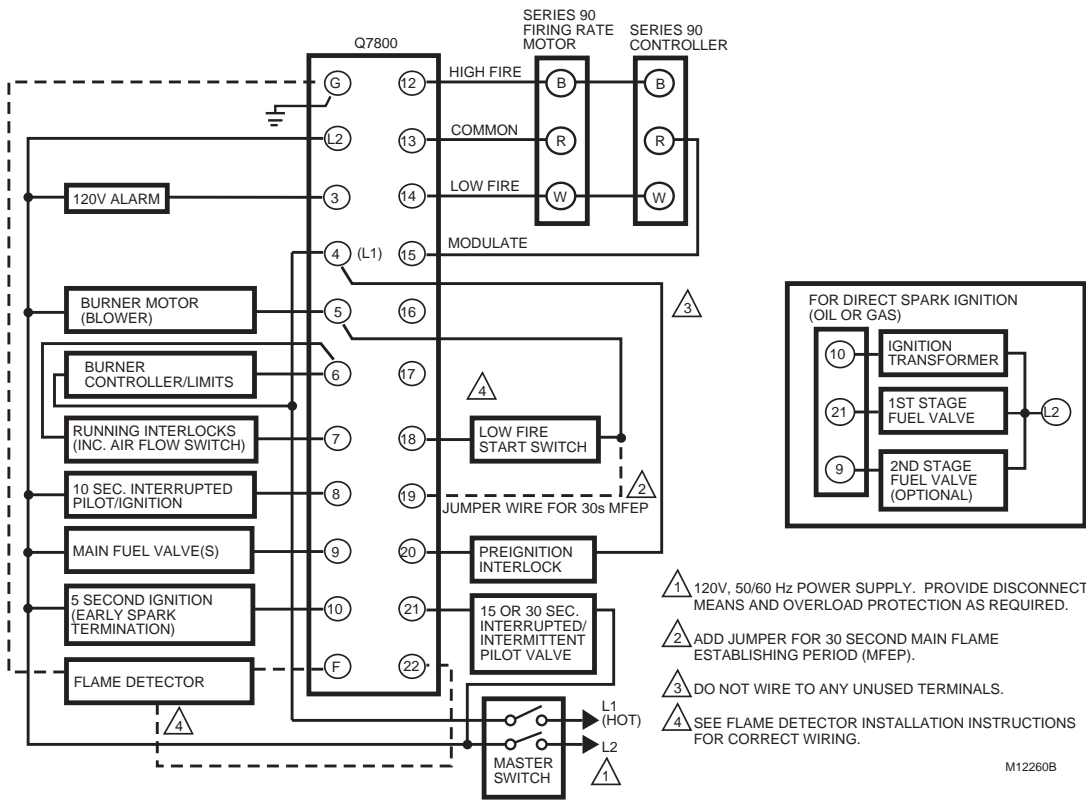 SERIES 90
FIRING RATE
MOTOR
SERIES 90
CONTROLLER
Q7800
G
12
HIGH FIRE
B
B
L2
13
COMMON
R
R
120V ALARM
3
14
LOW FIRE
W
W
4
(L1)
15
MODULATE
3
BURNER MOTOR
(BLOWER)
5
16
BURNER
CONTROLLER/LIMITS
6
17
4
RUNNING INTERLOCKS
(INC. AIR FLOW SWITCH)
7
18
LOW FIRE
START SWITCH
10 SEC. INTERRUPTED
PILOT/IGNITION
8
19
2
JUMPER WIRE FOR 30s MFEP
MAIN FUEL VALVE(S)
9
20
PREIGNITION
INTERLOCK
5 SECOND IGNITION
(EARLY SPARK
TERMINATION)
10
21
15 OR 30 SEC.
INTERRUPTED/
INTERMITTENT
PILOT VALVE
FLAME DETECTOR
F
22
4
L1
(HOT)
L2
MASTER
SWITCH
1
FOR DIRECT SPARK IGNITION
(OIL OR GAS)
10
IGNITION
TRANSFORMER
21
1ST STAGE
FUEL VALVE
L2
9
2ND STAGE
FUEL VALVE
(OPTIONAL)
1 120V, 50/60 Hz POWER SUPPLY. PROVIDE DISCONNECT
MEANS AND OVERLOAD PROTECTION AS REQUIRED.
2 ADD JUMPER FOR 30 SECOND MAIN FLAME
ESTABLISHING PERIOD (MFEP).
3 DO NOT WIRE TO ANY UNUSED TERMINALS.
4 SEE FLAME DETECTOR INSTALLATION INSTRUCTIONS
FOR CORRECT WIRING.
M12260B